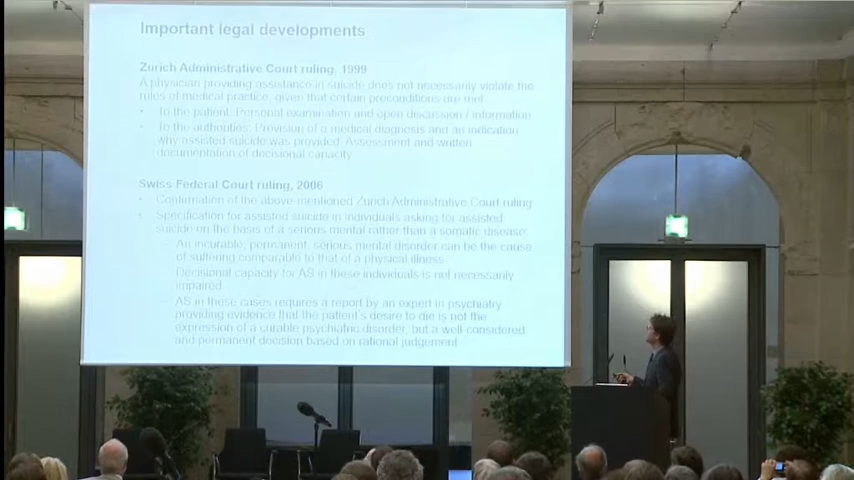 Important legal developments
Zurich Administrative Court ruling, 1999
A physician providing assistance in suicide does not necessarily violate the
rules of medical practice, given that certain preconditions are met
• To the patient: Personal examination and open discussion / information
• To the authorities: Provision of a medical diagnosis and an indication
why assisted suicide was provided. Assessment and written
documentation of decisional capacity
Swiss Federal Court ruling, 2006
• Confirmation of the above-mentioned Zurich Administrative Court ruling
• Specification for assisted suicide in individuals asking for assisted
suicide on the basis of a serious mental rather than a somatic disease:
- An incurable, permanent, serious mental disorder can be the cause
of suffering comparable to that of a physical illness
- Decisional capacity for AS in these individuals is not necessarily
impaired
- AS in these cases requires a report by an expert in psychiatry
providing evidence that the patient's desire to die is not the
expression of a curable psychiatric disorder, but a well considered
and permanent decision based on rational judgement